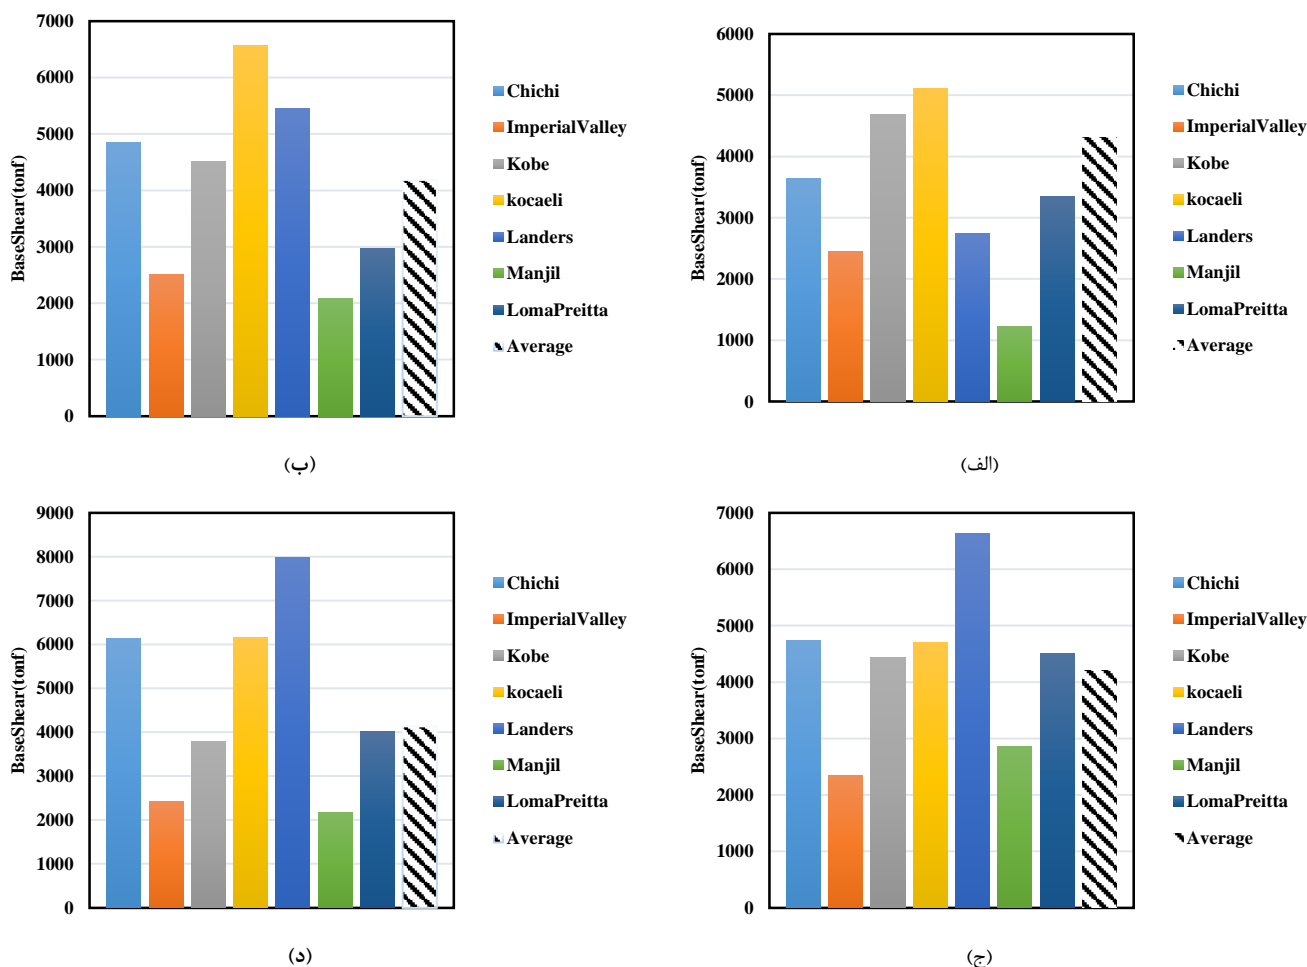 7000
6000
5000
4000
3000
2000
1000
0
BaseShear(tonf)
Chichi
ImperialValley
Kobe
kocaeli
Landers
Manjil
LomaPreitta
Average
(ب)
6000
5000
4000
3000
2000
1000
0
BaseShear(tonf)
Chichi
ImperialValley
Kobe
kocaeli
Landers
Manjil
LomaPreitta
Average
(الف)
9000
8000
7000
6000
5000
4000
3000
2000
1000
0
BaseShear(tonf)
Chichi
ImperialValley
Kobe
kocaeli
Landers
Manjil
LomaPreitta
Average
(د)
7000
6000
5000
4000
3000
2000
1000
0
BaseShear(tonf)
Chichi
ImperialValley
Kobe
kocaeli
Landers
Manjil
LomaPreitta
Average
(ج)